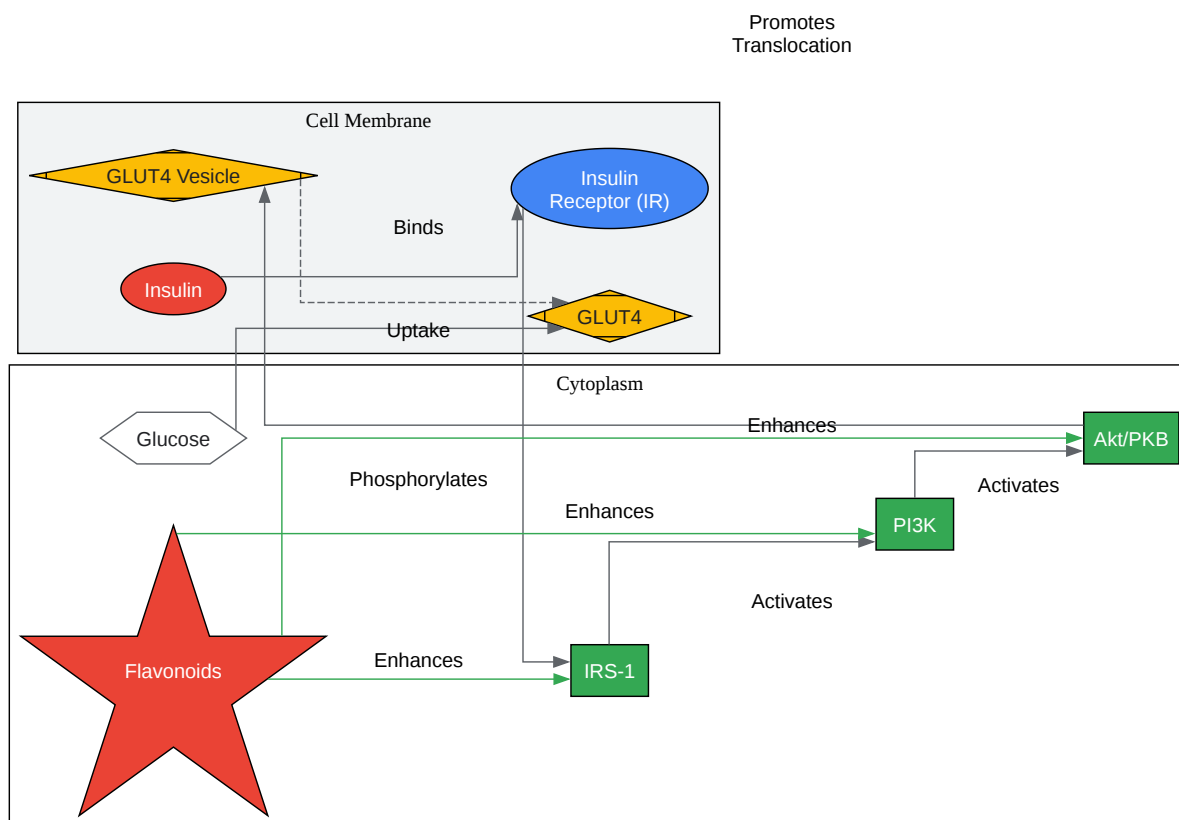 Promotes
Translocation
Cell Membrane
GLUT4 Vesicle
Insulin
Receptor (IR)
Binds
Insulin
GLUT4
Uptake
Cytoplasm
Glucose
Enhances
Akt/PKB
Phosphorylates
Activates
Enhances
PI3K
Activates
Flavonoids
Enhances
IRS-1